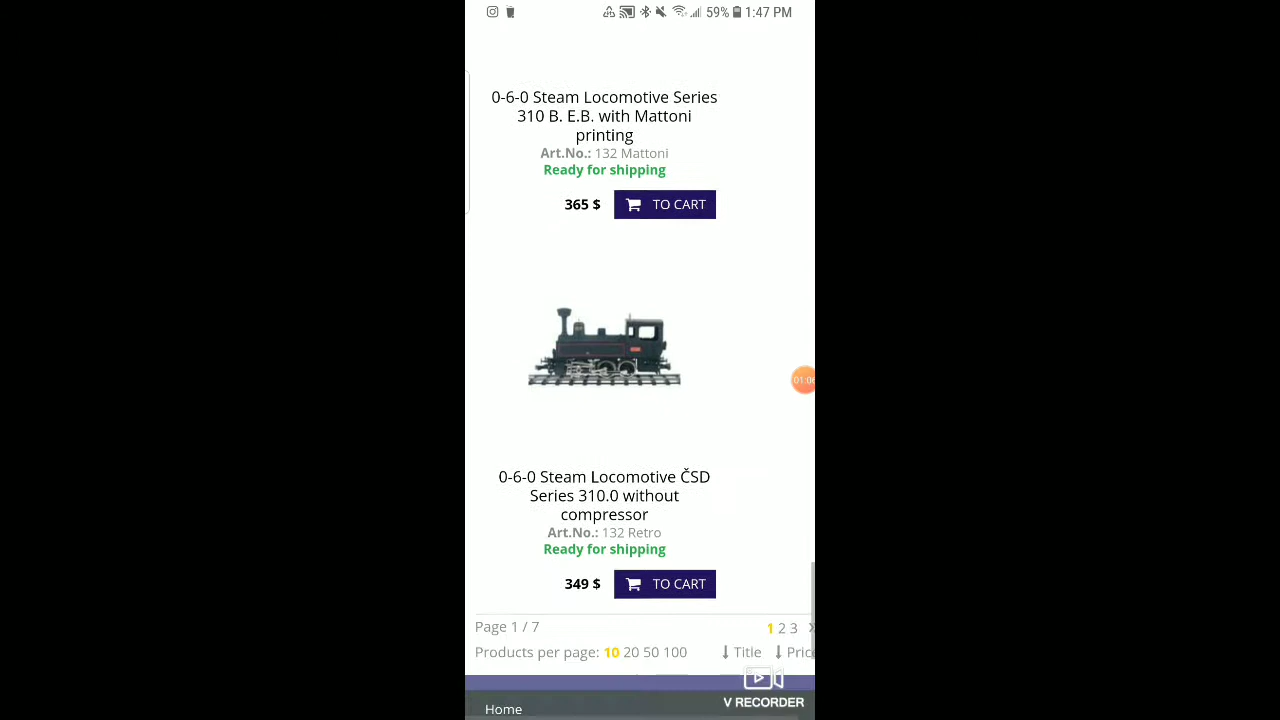 59% 1:47 PM
0-6-0 Steam Locomotive Series
310 B. E.B. with Mattoni
printing
Art.No.: 132 Mattoni
Ready for shipping
365 $ TO CART
01:06
0-6-0 Steam Locomotive ČSD
Series 310.0 without
compressor
Art.No.: 132 Retro
Ready for shipping
349 $ TO CART
Page 1 / 7 1 2 3 »
Products per page: 10 20 50 100 ↓ Title ↓ Price
V RECORDER
Home